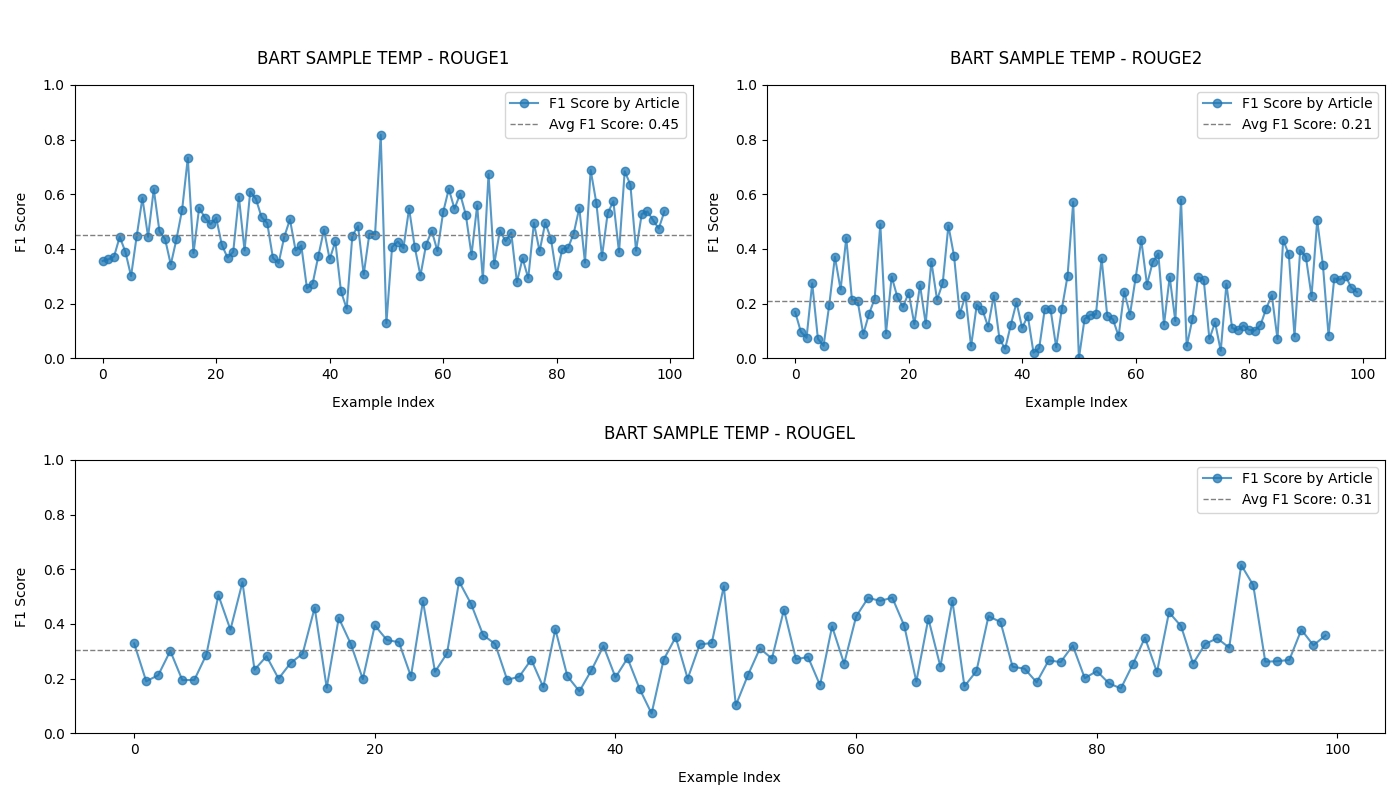 BART SAMPLE TEMP - ROUGE1
F1 Score
1.0
0.8
0.6
0.4
0.2
0.0
F1 Score by Article
Avg F1 Score: 0.45
0 20 40 60 80 100
Example Index
BART SAMPLE TEMP - ROUGE2
F1 Score
1.0
0.8
0.6
0.4
0.2
0.0
F1 Score by Article
Avg F1 Score: 0.21
0 20 40 60 80 100
Example Index
BART SAMPLE TEMP - ROUGEL
F1 Score
1.0
0.8
0.6
0.4
0.2
0.0
F1 Score by Article
Avg F1 Score: 0.31
0 20 40 60 80 100
Example Index